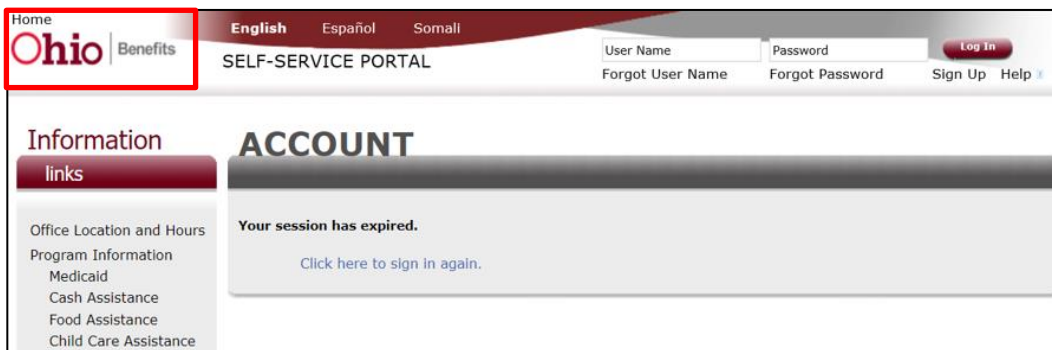 Home
Ohio Benefits
English Español Somali
SELF-SERVICE PORTAL
User Name Password Log In
Forgot User Name Forgot Password Sign Up Help
Information
links
Office Location and Hours
Program Information
Medicaid
Cash Assistance
Food Assistance
Child Care Assistance
ACCOUNT
Your session has expired.
Click here to sign in again.